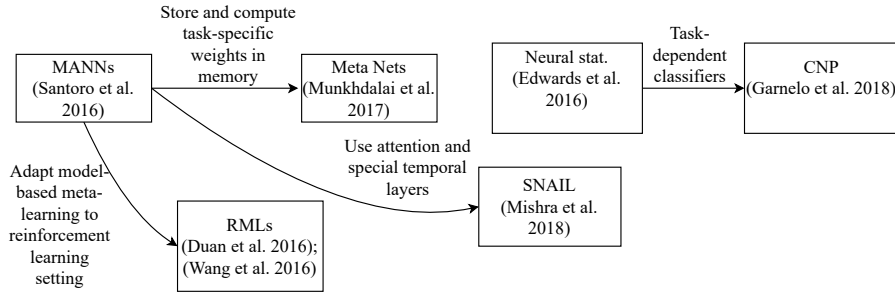 Store and compute
task-specific
weights in
memory
MANNs
(Santoro et al.
2016)
Meta Nets
(Munkhdalai et al.
2017)
Neural stat.
(Edwards et al.
2016)
Task-
dependent
classifiers
CNP
(Garnelo et al. 2018)
Use attention and
special temporal
layers
Adapt model-
based meta-
learning to
reinforcement
learning
setting
RMLs
(Duan et al. 2016);
(Wang et al. 2016)
SNAIL
(Mishra et al.
2018)